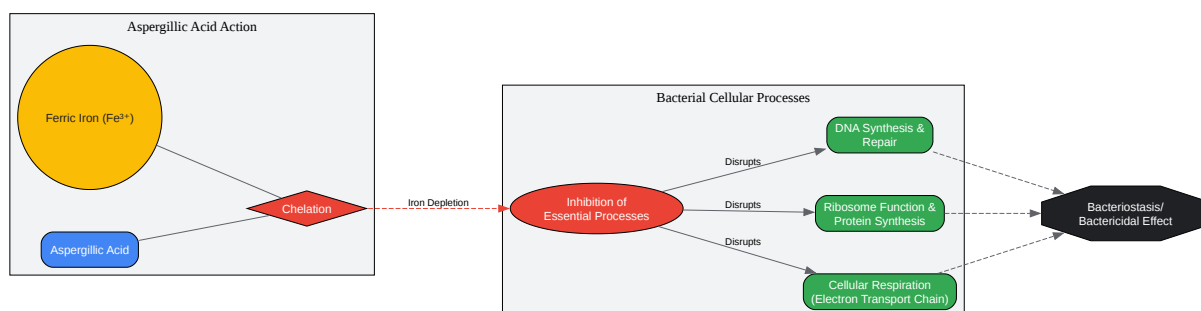 Aspergillic Acid Action
Ferric Iron (Fe³⁺)
Chelation
Aspergillic Acid
Iron Depletion
Bacterial Cellular Processes
Inhibition of
Essential Processes
Disrupts
Disrupts
Disrupts
DNA Synthesis &
Repair
Ribosome Function &
Protein Synthesis
Cellular Respiration
(Electron Transport Chain)
Bacteriostasis/
Bactericidal Effect